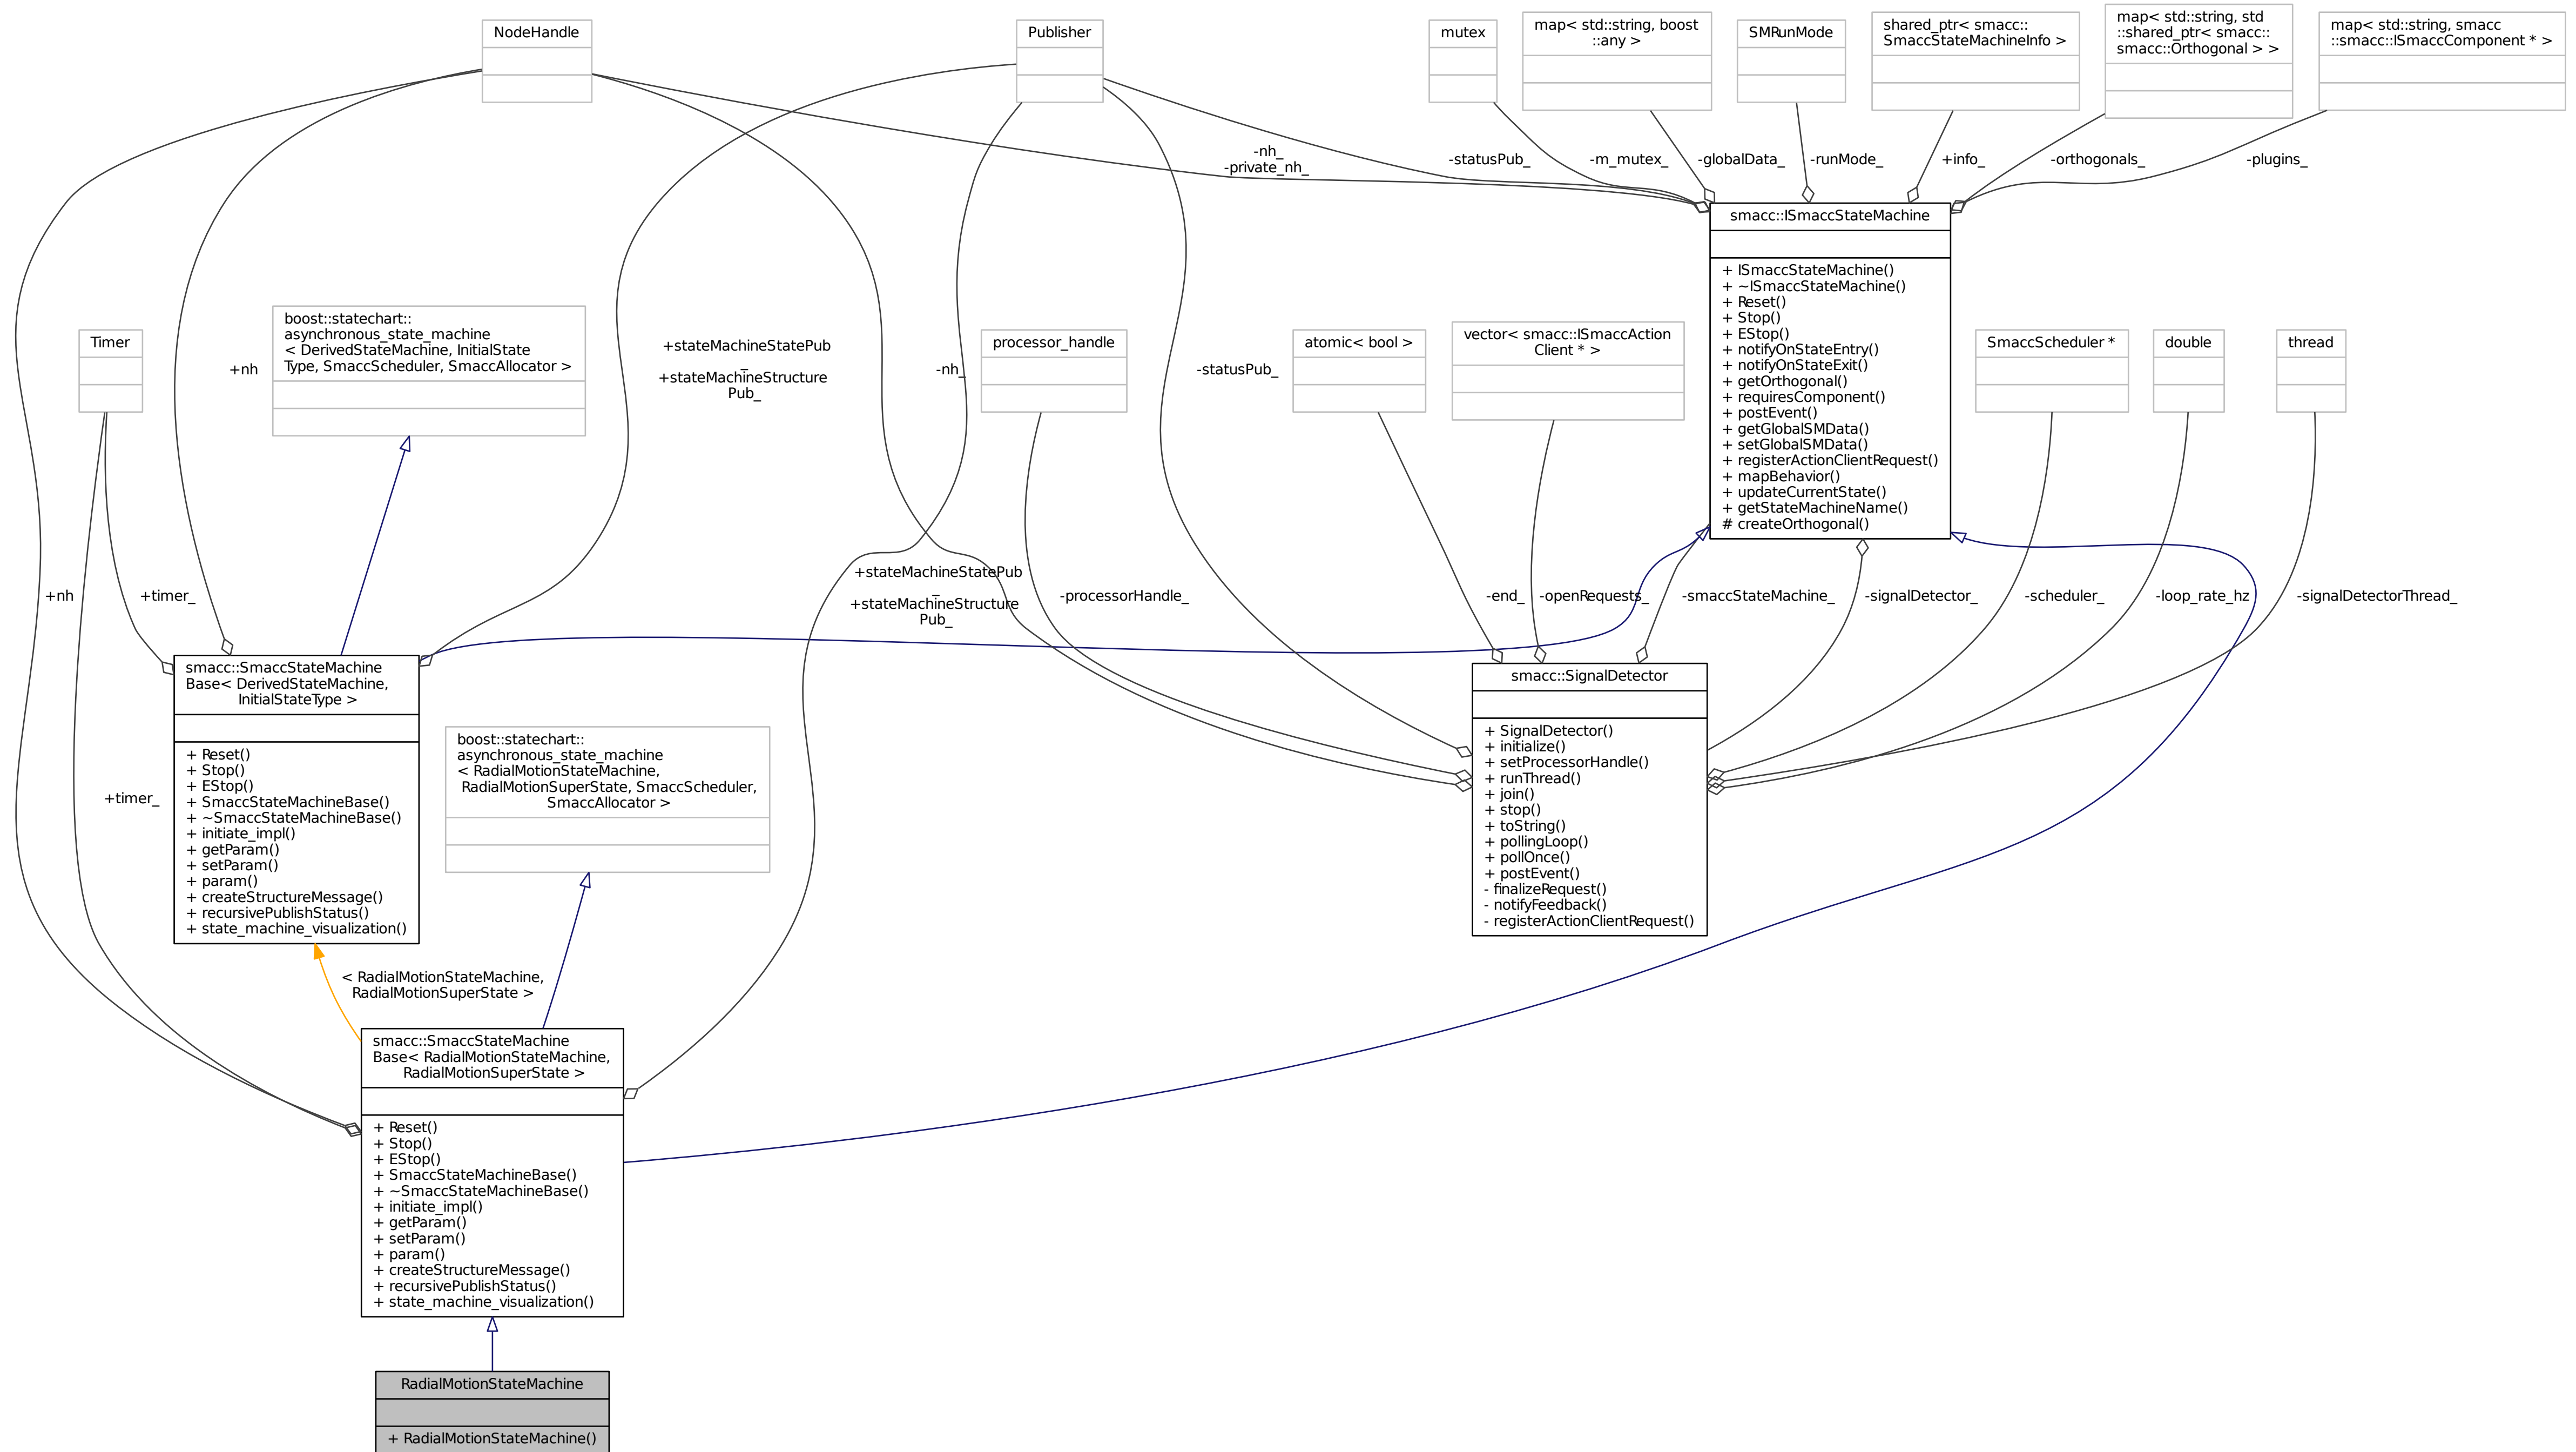 NodeHandle
Publisher
mutex
map< std::string, boost
::any >
SMRunMode
shared_ptr< smacc::
SmaccStateMachineInfo >
map< std::string, std
::shared_ptr< smacc::
smacc::Orthogonal > >
map< std::string, smacc
::smacc::ISmaccComponent * >
-nh_
-private_nh_
-statusPub_
-m_mutex_
-globalData_
-runMode_
+info_
-orthogonals_
-plugins_
smacc::ISmaccStateMachine
+ ISmaccStateMachine()
+ ~ISmaccStateMachine()
+ Reset()
+ Stop()
+ EStop()
+ notifyOnStateEntry()
+ notifyOnStateExit()
+ getOrthogonal()
+ requiresComponent()
+ postEvent()
+ getGlobalSMData()
+ setGlobalSMData()
+ registerActionClientRequest()
+ mapBehavior()
+ updateCurrentState()
+ getStateMachineName()
# createOrthogonal()
Timer
boost::statechart::
asynchronous_state_machine
< DerivedStateMachine, InitialState
Type, SmaccScheduler, SmaccAllocator >
processor_handle
atomic< bool >
vector< smacc::ISmaccAction
Client * >
SmaccScheduler *
double
thread
+nh
+stateMachineStatePub
_
+stateMachineStructure
Pub_
-nh_
-statusPub_
+nh
+timer_
+stateMachineStatePub
_
+stateMachineStructure
Pub_
-processorHandle_
-end_
-openRequests_
-smaccStateMachine_
-signalDetector_
-scheduler_
-loop_rate_hz
-signalDetectorThread_
smacc::SmaccStateMachine
Base< DerivedStateMachine,
InitialStateType >
+ Reset()
+ Stop()
+ EStop()
+ SmaccStateMachineBase()
+ ~SmaccStateMachineBase()
+ initiate_impl()
+ getParam()
+ setParam()
+ param()
+ createStructureMessage()
+ recursivePublishStatus()
+ state_machine_visualization()
smacc::SignalDetector
+ SignalDetector()
+ initialize()
+ setProcessorHandle()
+ runThread()
+ join()
+ stop()
+ toString()
+ pollingLoop()
+ pollOnce()
+ postEvent()
- finalizeRequest()
- notifyFeedback()
- registerActionClientRequest()
boost::statechart::
asynchronous_state_machine
< RadialMotionStateMachine,
RadialMotionSuperState, SmaccScheduler,
SmaccAllocator >
+timer_
< RadialMotionStateMachine,
RadialMotionSuperState >
smacc::SmaccStateMachine
Base< RadialMotionStateMachine,
RadialMotionSuperState >
+ Reset()
+ Stop()
+ EStop()
+ SmaccStateMachineBase()
+ ~SmaccStateMachineBase()
+ initiate_impl()
+ getParam()
+ setParam()
+ param()
+ createStructureMessage()
+ recursivePublishStatus()
+ state_machine_visualization()
RadialMotionStateMachine
+ RadialMotionStateMachine()